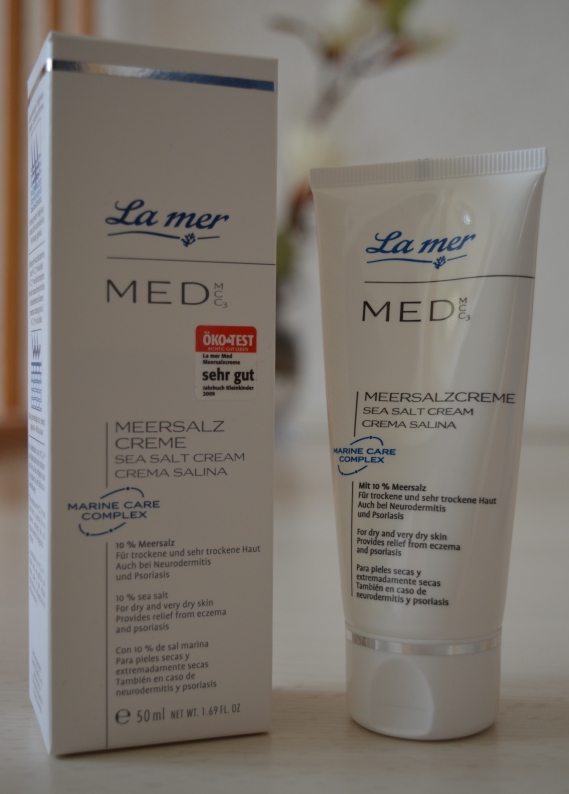 La mer
MED MCC3
ÖKO-TEST
La mer Med
Meersalzcreme
sehr gut
Jahrbuch Kleinkinder
2009
MEERSALZ
CREME
SEA SALT CREAM
CREMA SALINA
MARINE CARE
COMPLEX
10 % Meersalz
Für trockene und sehr trockene Haut
Auch bei Neurodermitis
und Psoriasis
10 % sea salt
For dry and very dry skin
Provides relief from eczema
and psoriasis
Con 10 % de sal marina
Para pieles secas y
extremadamente secas
También en caso de
neurodermitis y psoriasis
e 50 ml NET WT. 1.69 FL. OZ
La mer
MED MCC3
MEERSALZCREME
SEA SALT CREAM
CREMA SALINA
MARINE CARE
COMPLEX
Mit 10 % Meersalz
Für trockene und sehr trockene Haut
Auch bei Neurodermitis
und Psoriasis
For dry and very dry skin
Provides relief from eczema
and psoriasis
Para pieles secas y
extremadamente secas
También en caso de
neurodermitis y psoriasis